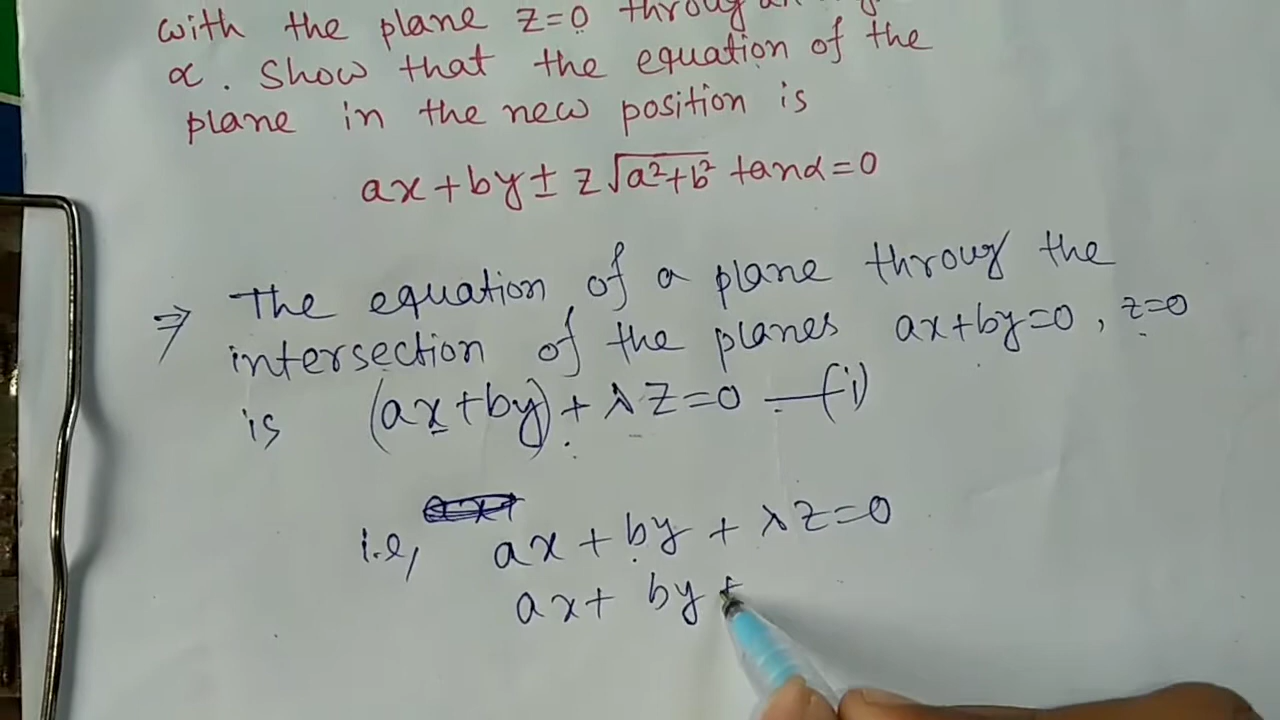 with the plane z=0
α. Show that the equation of the
plane in the new position is
ax+by ± z√(a²+b²) tanα=0
⇒ The equation of a plane throug the
intersection of the planes ax+by=0, z=0
is (ax+by)+λz=0 —(i)
i.e, ax+by+λz=0
ax+ by+